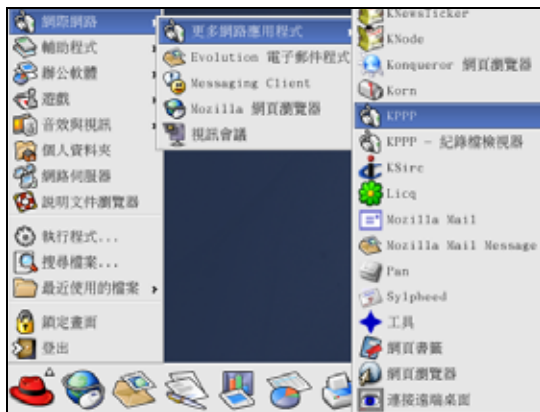 網際網路
輔助程式
辦公軟體
遊戲
音效與視訊
個人資料夾
網路伺服器
說明文件瀏覽器
執行程式...
搜尋檔案...
最近使用的檔案
鎖定畫面
登出
更多網路應用程式
Evolution 電子郵件程式
Messaging Client
Mozilla 網頁瀏覽器
視訊會議
KNewsTicker
KNode
Konqueror 網頁瀏覽器
Korn
KPPP
KPPP - 紀錄檔檢視器
KSirc
Licq
Mozilla Mail
Mozilla Mail Message
Pan
Sylpheed
工具
網頁書籤
網頁瀏覽器
連接遠端桌面